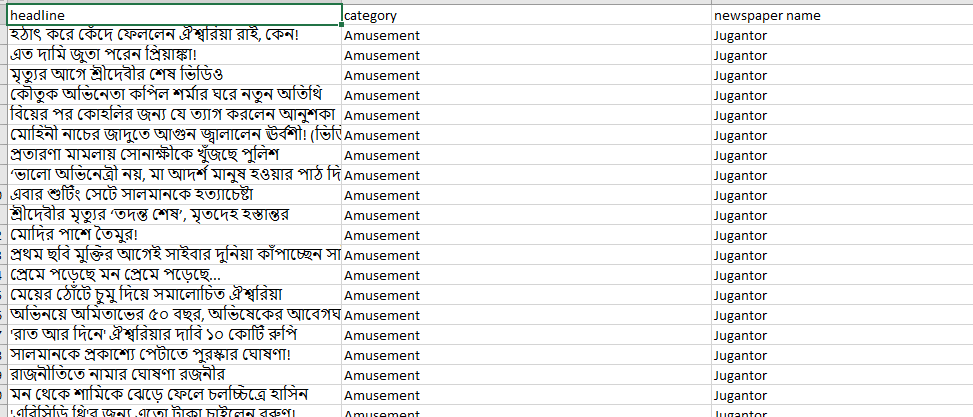 headline category newspaper name
হঠাৎ করে কেঁদে ফেললেন ঐশ্বরিয়া রাই, কেন! Amusement Jugantor
এত দামি জুতা পরেন প্রিয়াঙ্কা! Amusement Jugantor
মৃত্যুর আগে শ্রীদেবীর শেষ ভিডিও Amusement Jugantor
কৌতুক অভিনেতা কপিল শর্মার ঘরে নতুন অতিথি Amusement Jugantor
বিয়ের পর কোহলির জন্য যে ত্যাগ করলেন আনুশকা Amusement Jugantor
মোহিনী নাচের জাদুতে আগুন জ্বালালেন ঊর্বশী! (ভিডি Amusement Jugantor
প্রতারণা মামলায় সোনাক্ষীকে খুঁজছে পুলিশ Amusement Jugantor
‘ভালো অভিনেত্রী নয়, মা আদর্শ মানুষ হওয়ার পাঠ দি Amusement Jugantor
এবার শুটিং সেটে সালমানকে হত্যাচেষ্টা Amusement Jugantor
শ্রীদেবীর মৃত্যুর ‘তদন্ত শেষ’, মৃতদেহ হস্তান্তর Amusement Jugantor
মোদির পাশে তৈমুর! Amusement Jugantor
প্রথম ছবি মুক্তির আগেই সাইবার দুনিয়া কাঁপাচ্ছেন সা Amusement Jugantor
প্রেমে পড়েছে মন প্রেমে পড়েছে... Amusement Jugantor
মেয়ের ঠোঁটে চুমু দিয়ে সমালোচিত ঐশ্বরিয়া Amusement Jugantor
অভিনয়ে অমিতাভের ৫০ বছর, অভিষেকের আবেগঘ Amusement Jugantor
'রাত আর দিনে' ঐশ্বরিয়ার দাবি ১০ কোটি রুপি Amusement Jugantor
সালমানকে প্রকাশ্যে পেটাতে পুরস্কার ঘোষণা! Amusement Jugantor
রাজনীতিতে নামার ঘোষণা রজনীর Amusement Jugantor
মন থেকে শামিকে ঝেড়ে ফেলে চলচ্চিত্রে হাসিন Amusement Jugantor
'এবিসিডি থ্রি'র জন্য এতো টাকা চাইলেন বরুণ! Amusement Jugantor